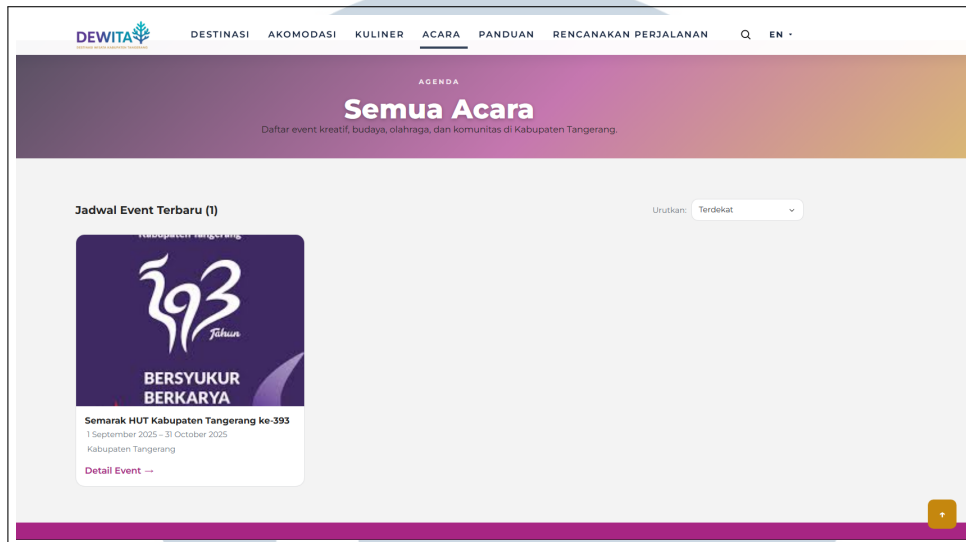 DEWITA
DESTINASI AKOMODASI KULINER ACARA PANDUAN RENCANAKAN PERJALANAN EN
AGENDA
Semua Acara
Daftar event kreatif, budaya, olahraga, dan komunitas di Kabupaten Tangerang.
Jadwal Event Terbaru (1)
Urutkan: Terdekat
Kabupaten Tangerang
393
Tahun
BERSYUKUR
BERKARYA
Semarak HUT Kabupaten Tangerang ke-393
1 September 2025 – 31 October 2025
Kabupaten Tangerang
Detail Event →
↑